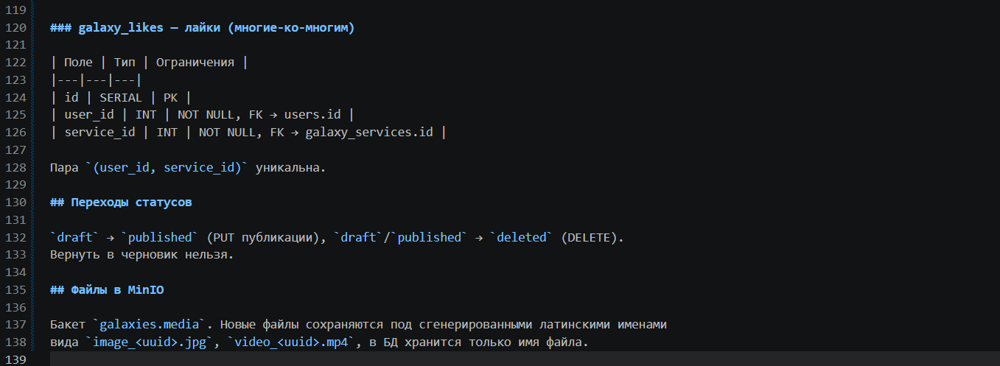 119
120 ### galaxy_likes — лайки (многие-ко-многим)
121
122 | Поле | Тип | Ограничения |
123 |---|---|---|
124 | id | SERIAL | PK |
125 | user_id | INT | NOT NULL, FK → users.id |
126 | service_id | INT | NOT NULL, FK → galaxy_services.id |
127
128 Пара `(user_id, service_id)` уникальна.
129
130 ## Переходы статусов
131
132 `draft` → `published` (PUT публикации), `draft`/`published` → `deleted` (DELETE).
133 Вернуть в черновик нельзя.
134
135 ## Файлы в MinIO
136
137 Бакет `galaxies.media`. Новые файлы сохраняются под сгенерированными латинскими именами
138 вида `image_<uuid>.jpg`, `video_<uuid>.mp4`, в БД хранится только имя файла.
139